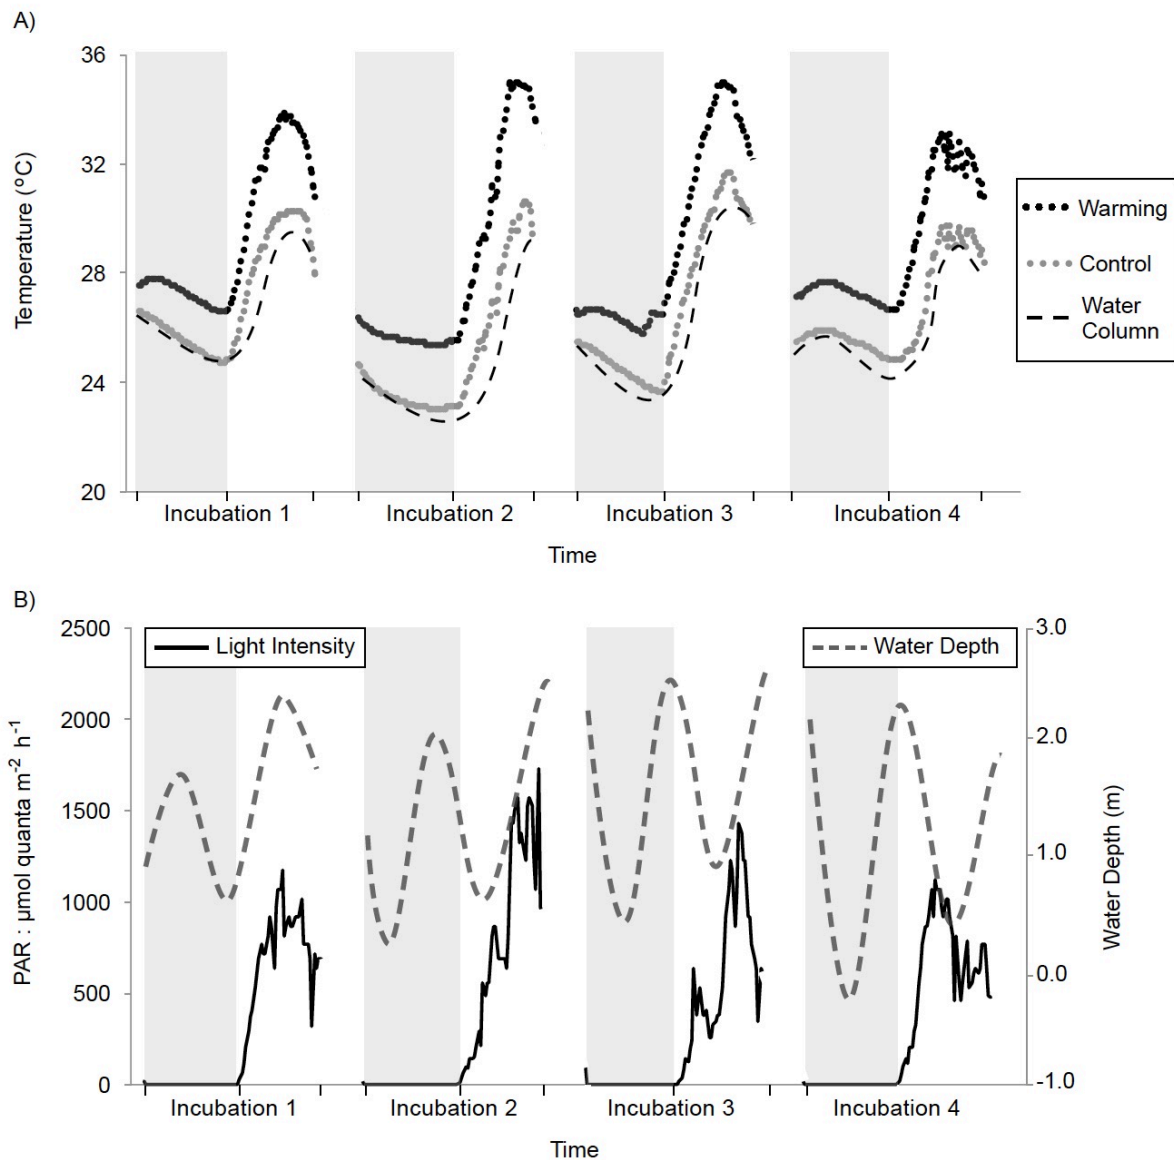 A)
36
32
28
24
20
Temperature (°C)
Warming
Control
Water
Column
Incubation 1
Incubation 2
Incubation 3
Incubation 4
Time
B)
2500
2000
1500
1000
500
0
PAR : µmol quanta m⁻² h⁻¹
Light Intensity
Water Depth
3.0
2.0
1.0
0.0
-1.0
Water Depth (m)
Incubation 1
Incubation 2
Incubation 3
Incubation 4
Time